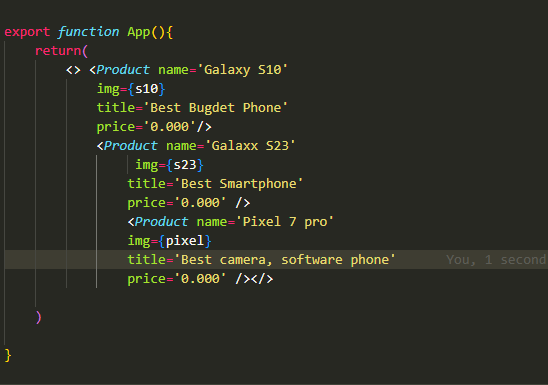 export function App(){
return(
<> <Product name='Galaxy S10'
img={s10}
title='Best Bugdet Phone'
price='0.000'/>
<Product name='Galaxx S23'
img={s23}
title='Best Smartphone'
price='0.000' />
<Product name='Pixel 7 pro'
img={pixel}
title='Best camera, software phone' You, 1 second
price='0.000' /></>
)
}